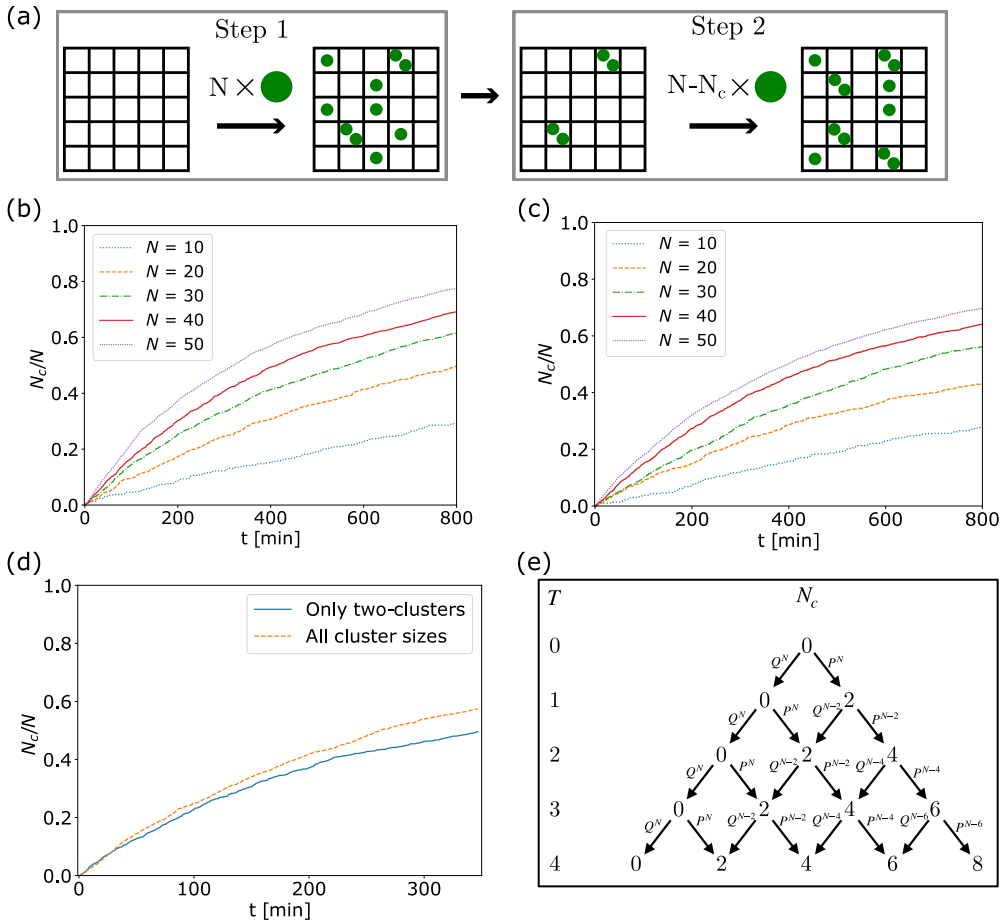 (a)
Step 1
N ×
Step 2
N-N_c ×
(b)
1.0
0.8
0.6
0.4
0.2
0.0
N_c/N
N = 10
N = 20
N = 30
N = 40
N = 50
0 200 400 600 800
t [min]
(c)
1.0
0.8
0.6
0.4
0.2
0.0
N_c/N
N = 10
N = 20
N = 30
N = 40
N = 50
0 200 400 600 800
t [min]
(d)
1.0
0.8
0.6
0.4
0.2
0.0
N_c/N
Only two-clusters
All cluster sizes
0 100 200 300
t [min]
(e)
T N_c
0 0
Q^N P^N
1 0 2
Q^N P^N Q^{N-2} P^{N-2}
2 0 2 4
Q^N P^N Q^{N-2} P^{N-2} Q^{N-4} P^{N-4}
3 0 2 4 6
Q^N P^N Q^{N-2} P^{N-2} Q^{N-4} P^{N-4} Q^{N-6} P^{N-6}
4 0 2 4 6 8